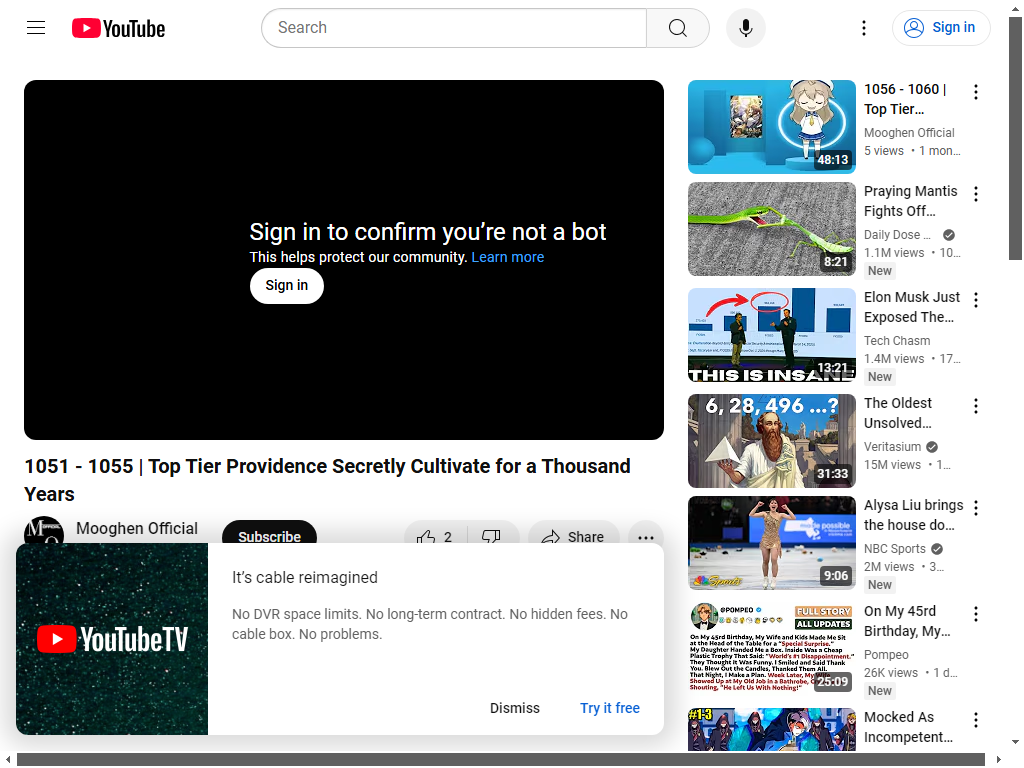 YouTube
Search
Sign in
Sign in to confirm you’re not a bot
This helps protect our community. Learn more
Sign in
1051 - 1055 | Top Tier Providence Secretly Cultivate for a Thousand
Years
Mooghen Official
Subscribe
2
Share
YouTubeTV
It’s cable reimagined
No DVR space limits. No long-term contract. No hidden fees. No
cable box. No problems.
Dismiss
Try it free
48:13
1056 - 1060 |
Top Tier…
Mooghen Official
5 views • 1 mon…
8:21
Praying Mantis
Fights Off…
Daily Dose …
1.1M views • 10…
New
THIS IS INSANE
13:21
Elon Musk Just
Exposed The…
Tech Chasm
1.4M views • 17…
New
6, 28, 496 ...?
31:33
The Oldest
Unsolved…
Veritasium
15M views • 1…
made possible
NBC Sports
9:06
Alysa Liu brings
the house do…
NBC Sports
2M views • 3…
New
@POMPEO
FULL STORY
ALL UPDATES
On My 45rd Birthday, My Wife and Kids Made Me Sit
at the Head of the Table for a "Special Surprise."
My Daughter Handed Me a Box. Inside Was a Cheap
Plastic Trophy That Said: "World's #1 Disappointment."
They Thought It Was Funny. I Smiled and Said Thank
You. Blew Out the Candles, Thanked Them All.
That Night, I Make a Plan. Week Later, My Wife
Showed Up at My Old Job in a Bathrobe,
Shouting, "He Left Us With Nothing!"
25:09
On My 45rd
Birthday, My…
Pompeo
26K views • 1 d…
New
#1-3
Mocked As
Incompetent…